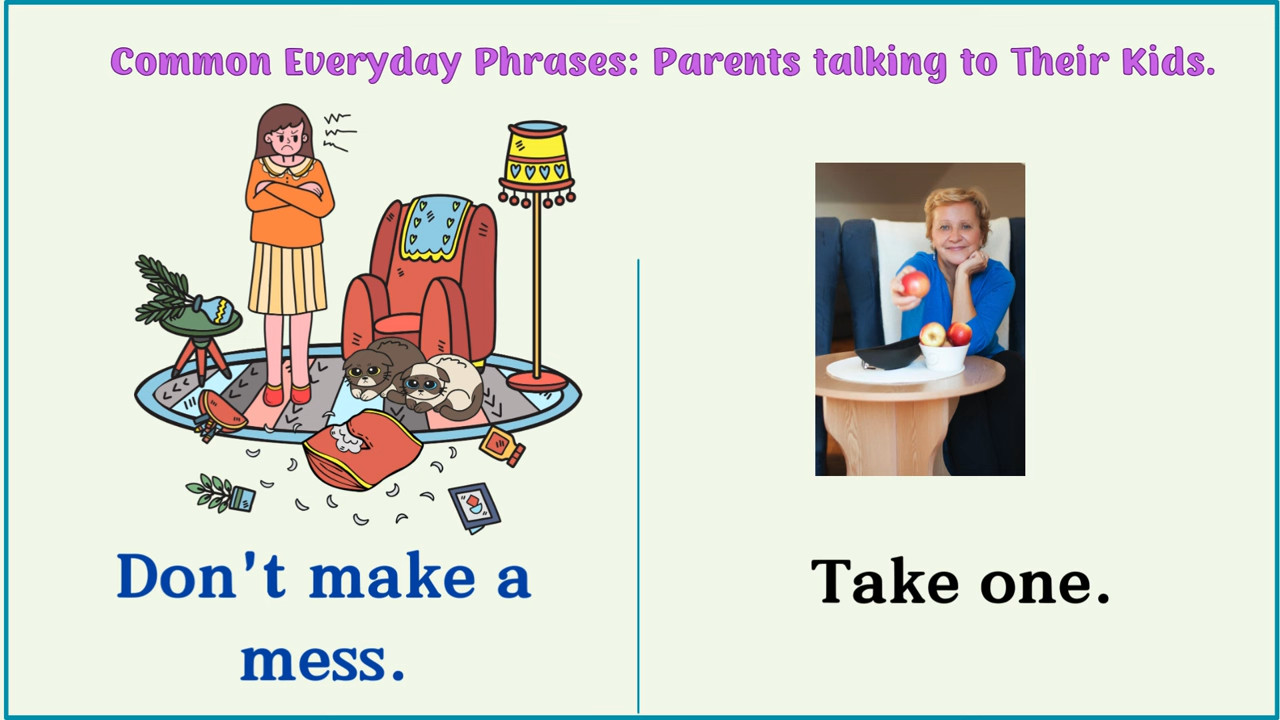 Common Everyday Phrases: Parents talking to Their Kids.
Don't make a
mess.
Take one.